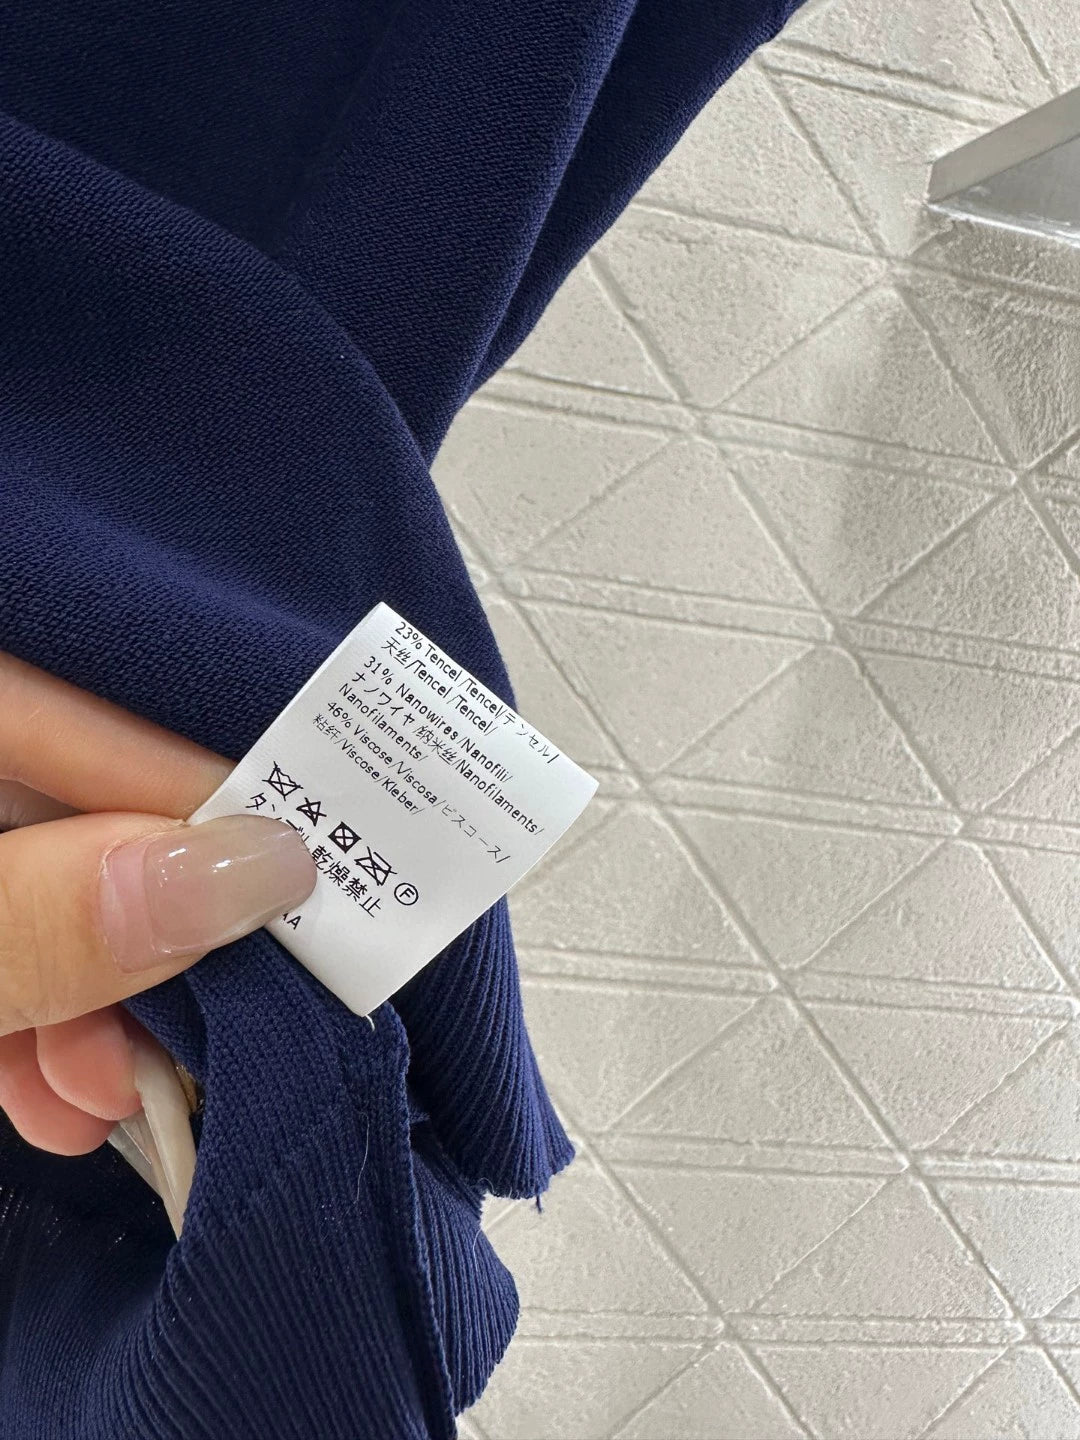 23% Tencel/Tencel/テンセル/
天丝/Tencel/Tencel/
31% Nanowires/Nanofili/
ナノワイヤ/纳米丝/Nanofilaments/
Nanofilaments/
46% Viscose/Viscosa/ビスコース/
粘纤/Viscose/Kleber/
F
乾燥禁止